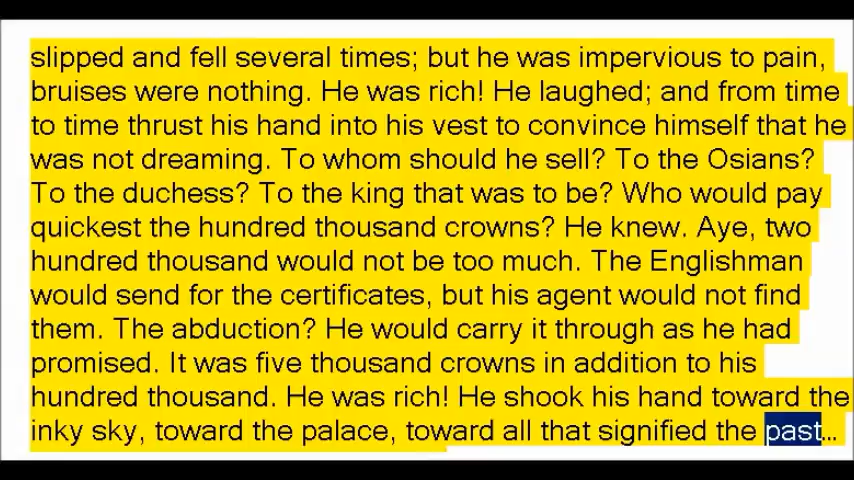 slipped and fell several times; but he was impervious to pain,
bruises were nothing. He was rich! He laughed; and from time
to time thrust his hand into his vest to convince himself that he
was not dreaming. To whom should he sell? To the Osians?
To the duchess? To the king that was to be? Who would pay
quickest the hundred thousand crowns? He knew. Aye, two
hundred thousand would not be too much. The Englishman
would send for the certificates, but his agent would not find
them. The abduction? He would carry it through as he had
promised. It was five thousand crowns in addition to his
hundred thousand. He was rich! He shook his hand toward the
inky sky, toward the palace, toward all that signified the past...